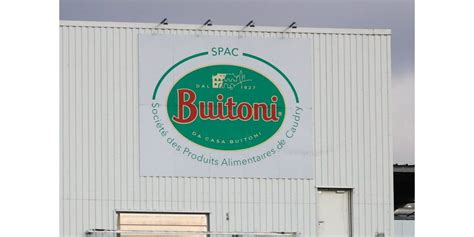 SPAC
DAL 1827
Buitoni
DA CASA BUITONI
Société des Produits Alimentaires de Caudry